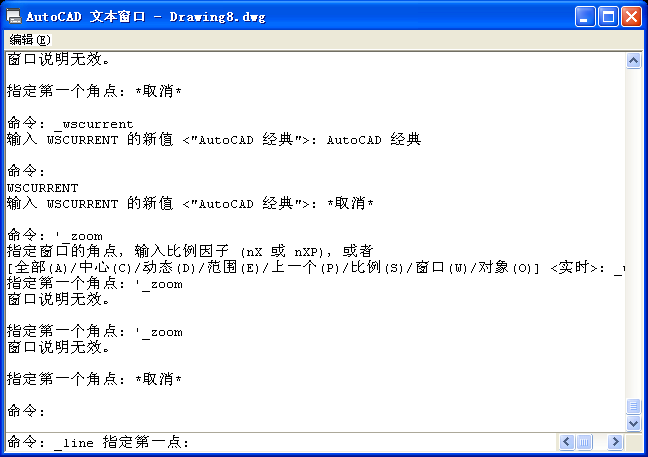 AutoCAD 文本窗口 - Drawing8.dwg
编辑(E)
窗口说明无效。
指定第一个角点: *取消*
命令: _wscurrent
输入 WSCURRENT 的新值 <"AutoCAD 经典">: AutoCAD 经典
命令:
WSCURRENT
输入 WSCURRENT 的新值 <"AutoCAD 经典">: *取消*
命令: '_zoom
指定窗口的角点，输入比例因子 (nX 或 nXP)，或者
[全部(A)/中心(C)/动态(D)/范围(E)/上一个(P)/比例(S)/窗口(W)/对象(O)] <实时>: _w
指定第一个角点: '_zoom
窗口说明无效。
指定第一个角点: '_zoom
窗口说明无效。
指定第一个角点: *取消*
命令:
命令: _line 指定第一点: